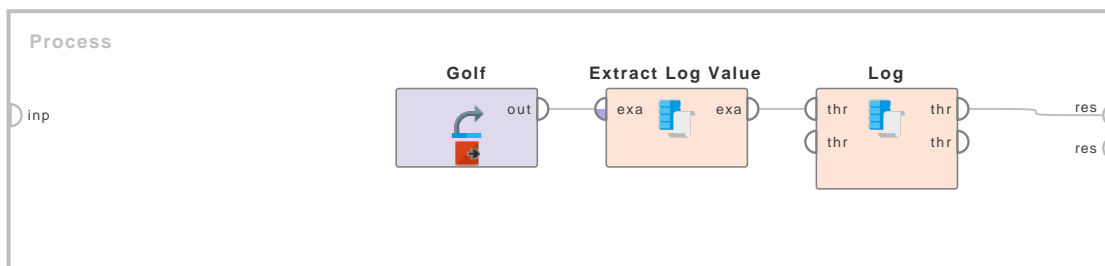 Process
Golf
Extract Log Value
Log
inp
out
exa
exa
thr
thr
res
thr
thr
res